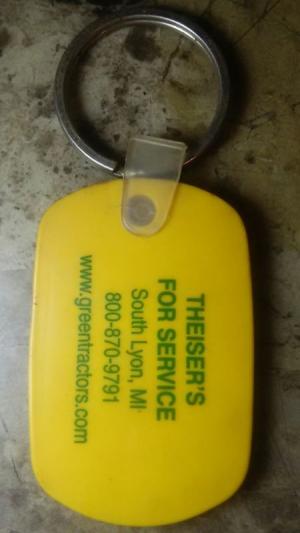 THEISER'S
FOR SERVICE
South Lyon, MI
800-870-9791
www.greentractors.com